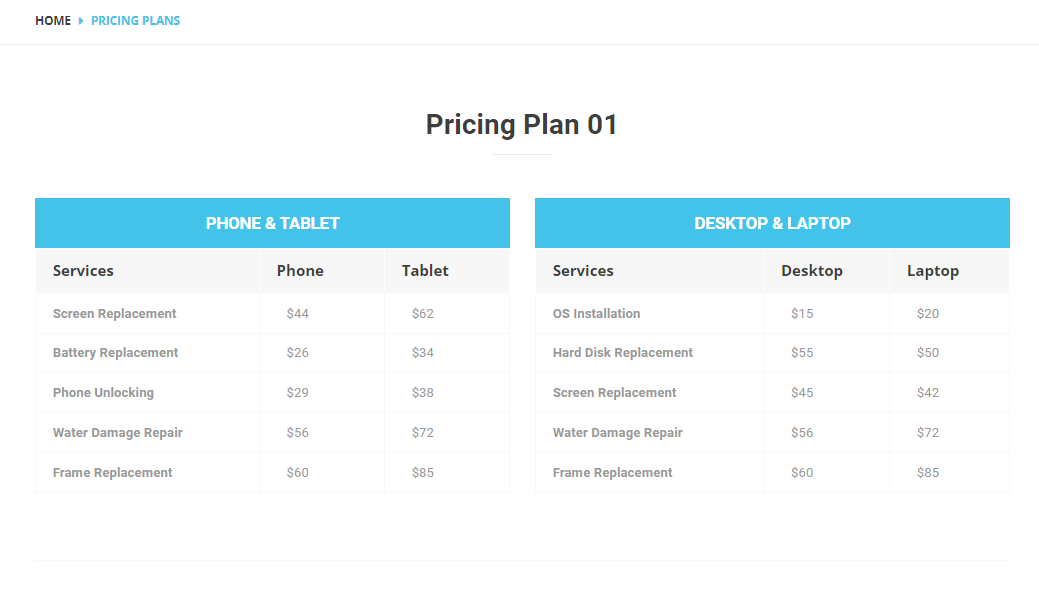 HOME PRICING PLANS
Pricing Plan 01
PHONE & TABLET
Services Phone Tablet
Screen Replacement $44 $62
Battery Replacement $26 $34
Phone Unlocking $29 $38
Water Damage Repair $56 $72
Frame Replacement $60 $85
DESKTOP & LAPTOP
Services Desktop Laptop
OS Installation $15 $20
Hard Disk Replacement $55 $50
Screen Replacement $45 $42
Water Damage Repair $56 $72
Frame Replacement $60 $85